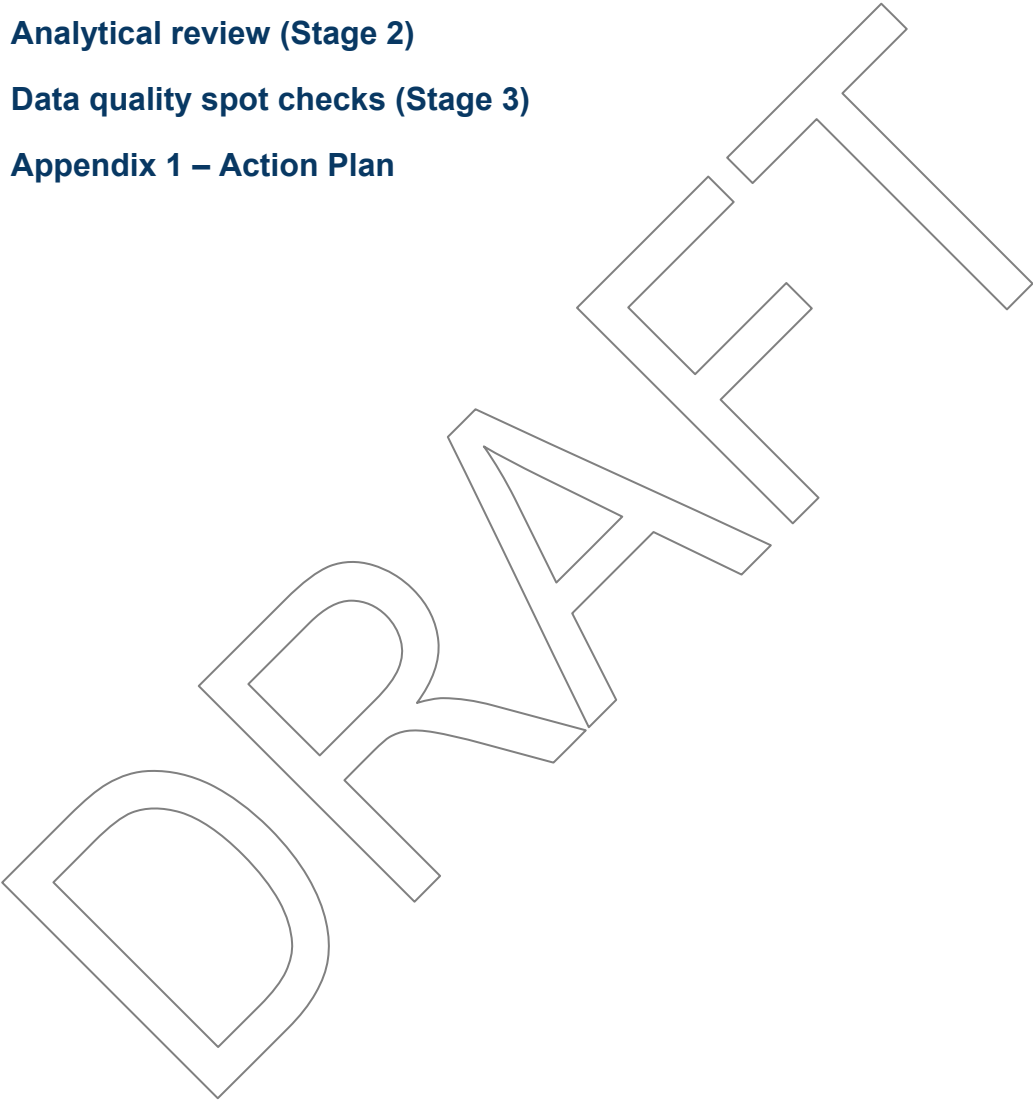 Analytical review (Stage 2)
Data quality spot checks (Stage 3)
Appendix 1 – Action Plan
DRAFT